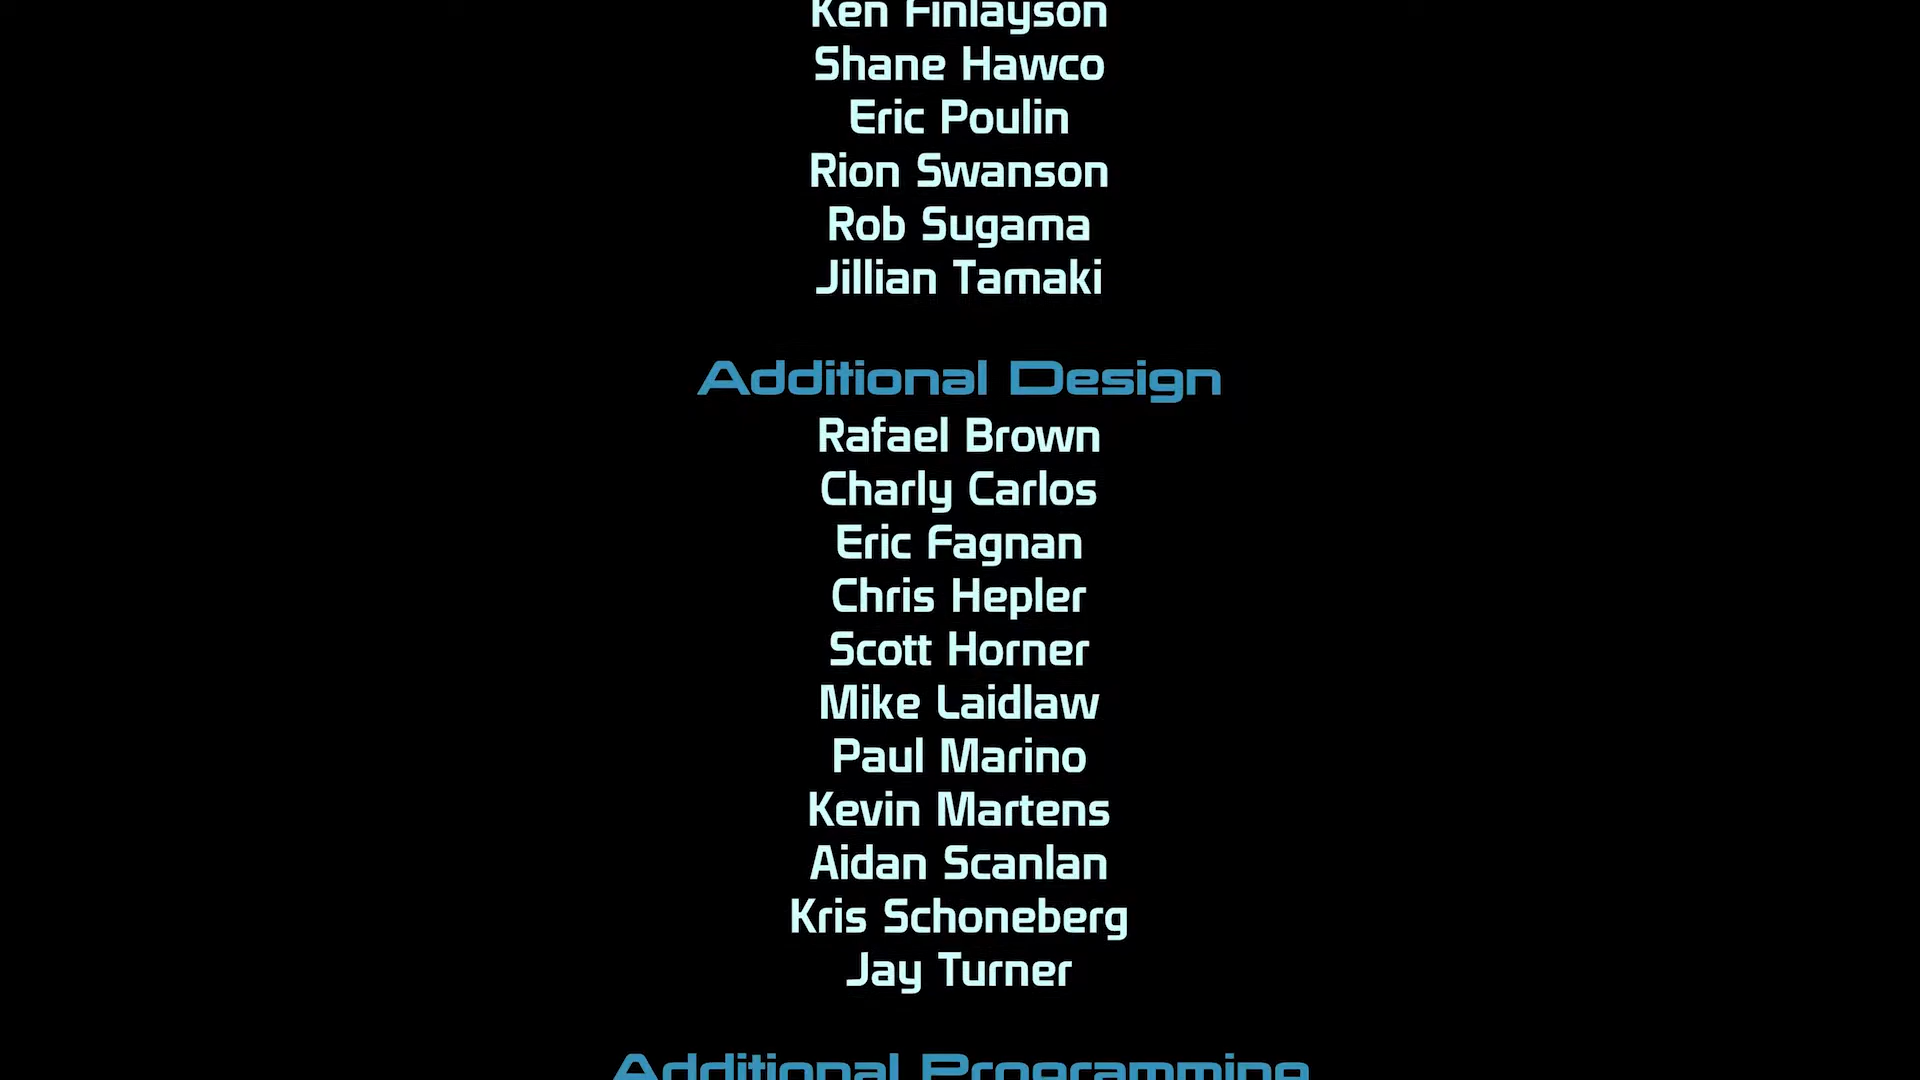 Ken Finlayson
Shane Hawco
Eric Poulin
Rion Swanson
Rob Sugama
Jillian Tamaki
Additional Design
Rafael Brown
Charly Carlos
Eric Fagnan
Chris Hepler
Scott Horner
Mike Laidlaw
Paul Marino
Kevin Martens
Aidan Scanlan
Kris Schoneberg
Jay Turner
Additional Programming